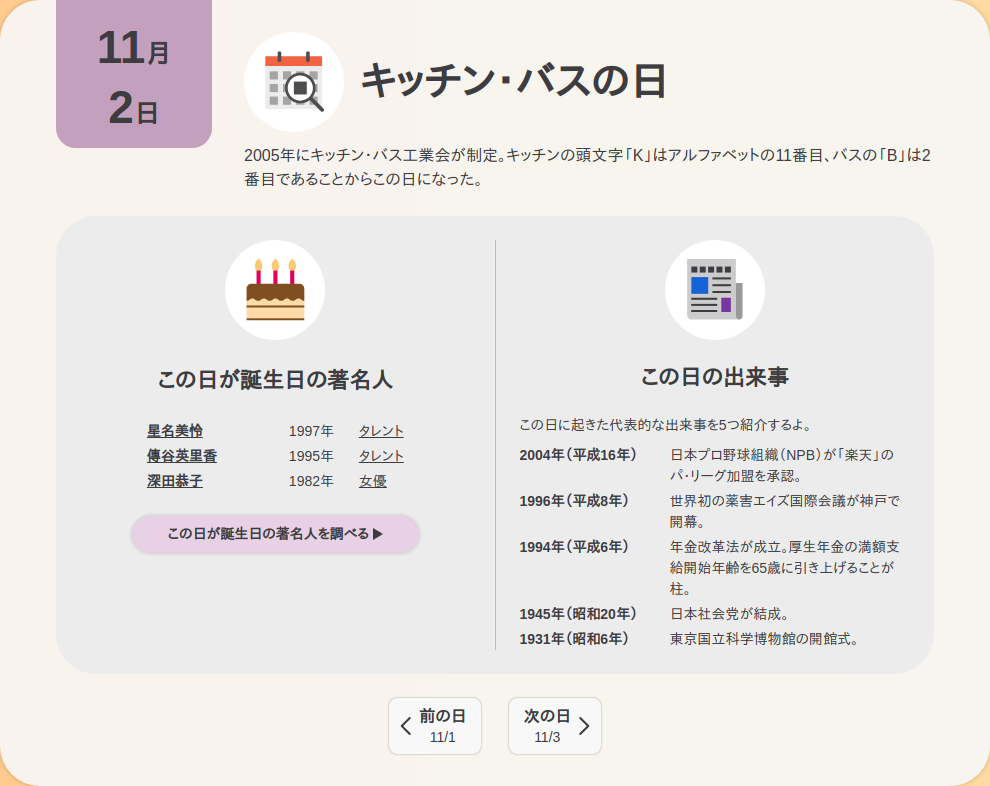 11月
2日
キッチン・バスの日
2005年にキッチン・バス工業会が制定。キッチンの頭文字「K」はアルファベットの11番目、バスの「B」は2
番目であることからこの日になった。
この日が誕生日の著名人
星名美怜 1997年 タレント
傳谷英里香 1995年 タレント
深田恭子 1982年 女優
この日が誕生日の著名人を調べる▶
この日の出来事
この日に起きた代表的な出来事を5つ紹介するよ。
2004年（平成16年） 日本プロ野球組織（NPB）が「楽天」の
パ・リーグ加盟を承認。
1996年（平成8年） 世界初の薬害エイズ国際会議が神戸で
開幕。
1994年（平成6年） 年金改革法が成立。厚生年金の満額支
給開始年齢を65歳に引き上げることが
柱。
1945年（昭和20年） 日本社会党が結成。
1931年（昭和6年） 東京国立科学博物館の開館式。
前の日
11/1
次の日
11/3